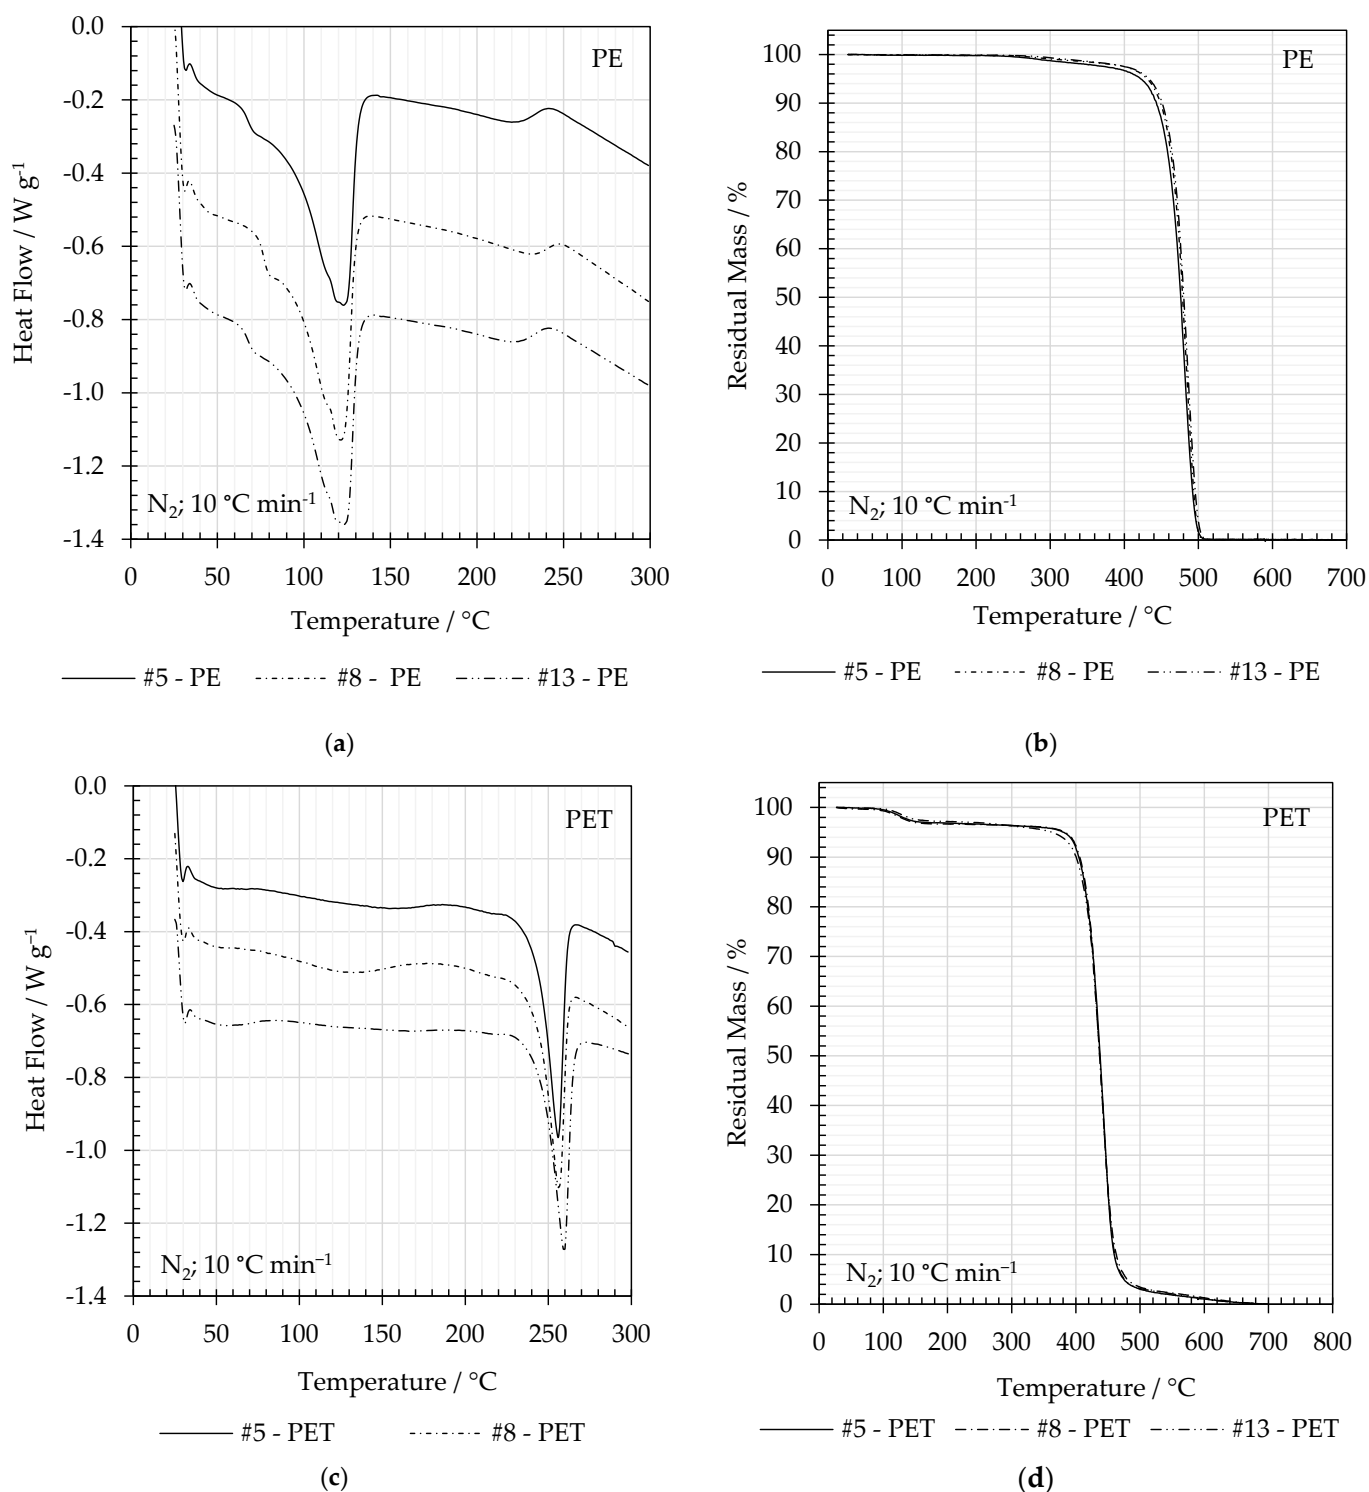 PE
Heat Flow / W g⁻¹
0.0
-0.2
-0.4
-0.6
-0.8
-1.0
-1.2
-1.4
N₂; 10 °C min⁻¹
0 50 100 150 200 250 300
Temperature / °C
#5 - PE #8 - PE #13 - PE
(a)
PE
Residual Mass / %
100
90
80
70
60
50
40
30
20
10
0
N₂; 10 °C min⁻¹
0 100 200 300 400 500 600 700
Temperature / °C
#5 - PE #8 - PE #13 - PE
(b)
PET
Heat Flow / W g⁻¹
0.0
-0.2
-0.4
-0.6
-0.8
-1.0
-1.2
-1.4
N₂; 10 °C min⁻¹
0 50 100 150 200 250 300
Temperature / °C
#5 - PET #8 - PET
(c)
PET
Residual Mass / %
100
90
80
70
60
50
40
30
20
10
0
N₂; 10 °C min⁻¹
0 100 200 300 400 500 600 700 800
Temperature / °C
#5 - PET #8 - PET #13 - PET
(d)